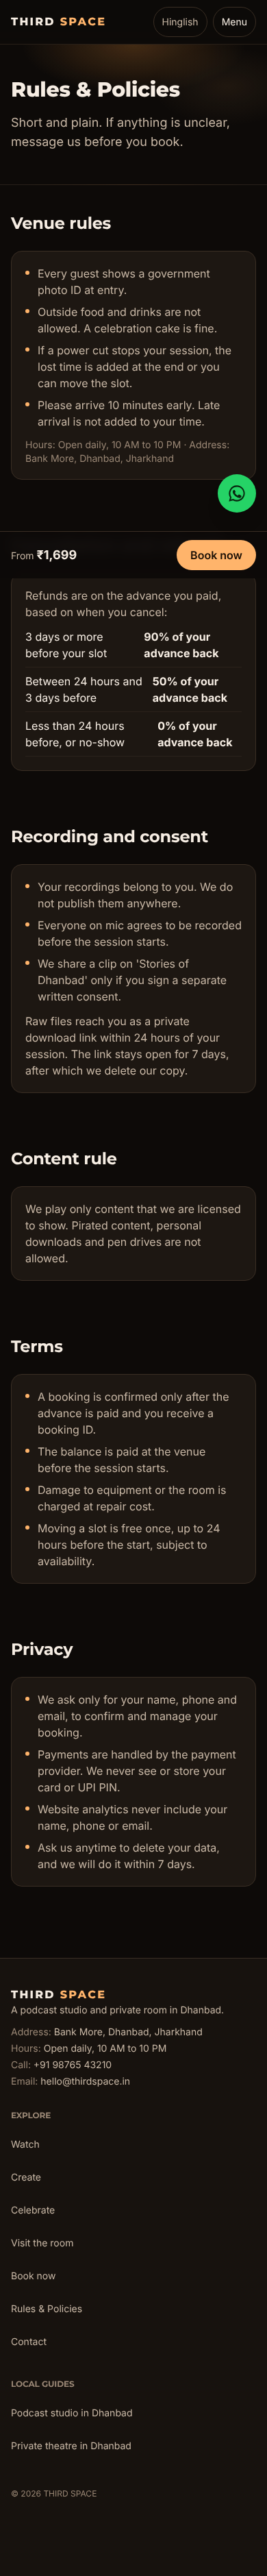 THIRD SPACE
Hinglish
Menu
Rules & Policies
Short and plain. If anything is unclear,
message us before you book.
Venue rules
Every guest shows a government
photo ID at entry.
Outside food and drinks are not
allowed. A celebration cake is fine.
If a power cut stops your session, the
lost time is added at the end or you
can move the slot.
Please arrive 10 minutes early. Late
arrival is not added to your time.
Hours: Open daily, 10 AM to 10 PM · Address:
Bank More, Dhanbad, Jharkhand
From ₹1,699
Book now
Refunds are on the advance you paid,
based on when you cancel:
3 days or more
before your slot
90% of your
advance back
Between 24 hours and
3 days before
50% of your
advance back
Less than 24 hours
before, or no-show
0% of your
advance back
Recording and consent
Your recordings belong to you. We do
not publish them anywhere.
Everyone on mic agrees to be recorded
before the session starts.
We share a clip on 'Stories of
Dhanbad' only if you sign a separate
written consent.
Raw files reach you as a private
download link within 24 hours of your
session. The link stays open for 7 days,
after which we delete our copy.
Content rule
We play only content that we are licensed
to show. Pirated content, personal
downloads and pen drives are not
allowed.
Terms
A booking is confirmed only after the
advance is paid and you receive a
booking ID.
The balance is paid at the venue
before the session starts.
Damage to equipment or the room is
charged at repair cost.
Moving a slot is free once, up to 24
hours before the start, subject to
availability.
Privacy
We ask only for your name, phone and
email, to confirm and manage your
booking.
Payments are handled by the payment
provider. We never see or store your
card or UPI PIN.
Website analytics never include your
name, phone or email.
Ask us anytime to delete your data,
and we will do it within 7 days.
THIRD SPACE
A podcast studio and private room in Dhanbad.
Address: Bank More, Dhanbad, Jharkhand
Hours: Open daily, 10 AM to 10 PM
Call: +91 98765 43210
Email: hello@thirdspace.in
EXPLORE
Watch
Create
Celebrate
Visit the room
Book now
Rules & Policies
Contact
LOCAL GUIDES
Podcast studio in Dhanbad
Private theatre in Dhanbad
© 2026 THIRD SPACE